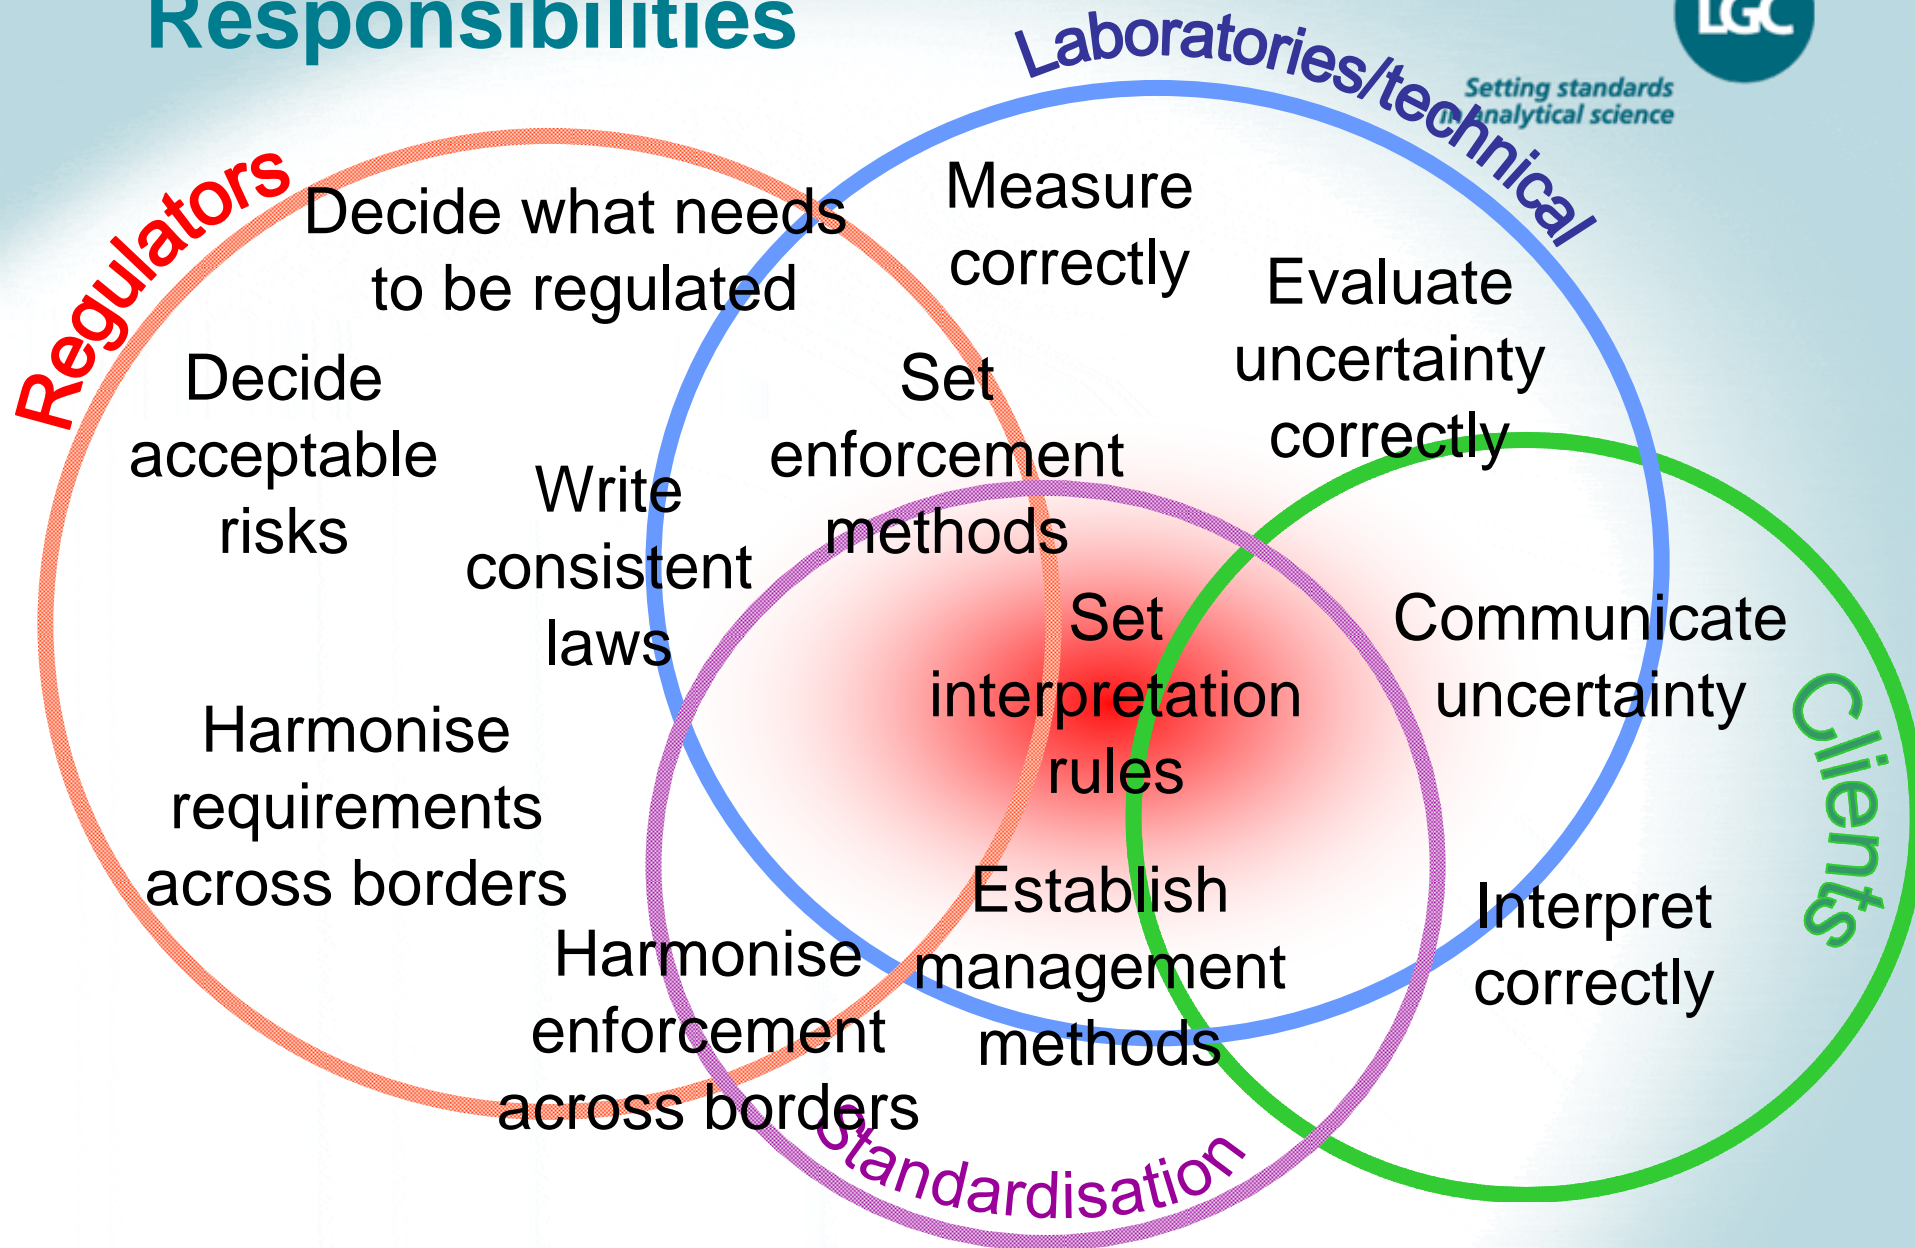 Responsibilities
LGC
Setting standards
in analytical science
Laboratories/technical
Regulators
Decide what needs
to be regulated
Measure
correctly
Evaluate
uncertainty
correctly
Decide
acceptable
risks
Set
enforcement
methods
Write
consistent
laws
Set
interpretation
rules
Communicate
uncertainty
Clients
Harmonise
requirements
across borders
Establish
management
methods
Interpret
correctly
Harmonise
enforcement
across borders
Standardisation